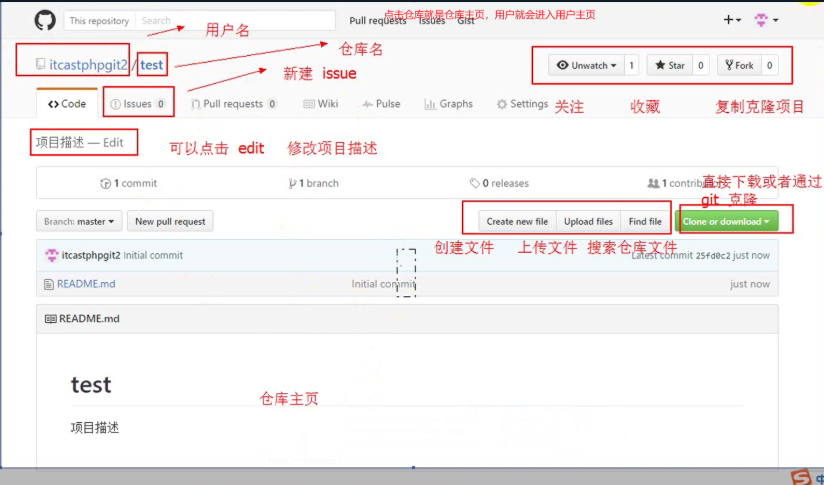 This repository Search Pull requests Issues Gist
点击仓库就是仓库主页，用户就会进入用户主页
用户名
itcastphpgit2 / test
仓库名
Unwatch 1 Star 0 Fork 0
新建 issue
Code Issues 0 Pull requests 0 Wiki Pulse Graphs Settings
关注 收藏 复制克隆项目
项目描述 — Edit
可以点击 edit 修改项目描述
1 commit 1 branch 0 releases 1
直接下载或者通过
git 克隆
Branch: master New pull request Create new file Upload files Find file Clone or download
创建文件 上传文件 搜索仓库文件
itcastphpgit2 Initial commit Latest commit 25fd0c2 just now
README.md Initial commit just now
README.md
test
仓库主页
项目描述
中